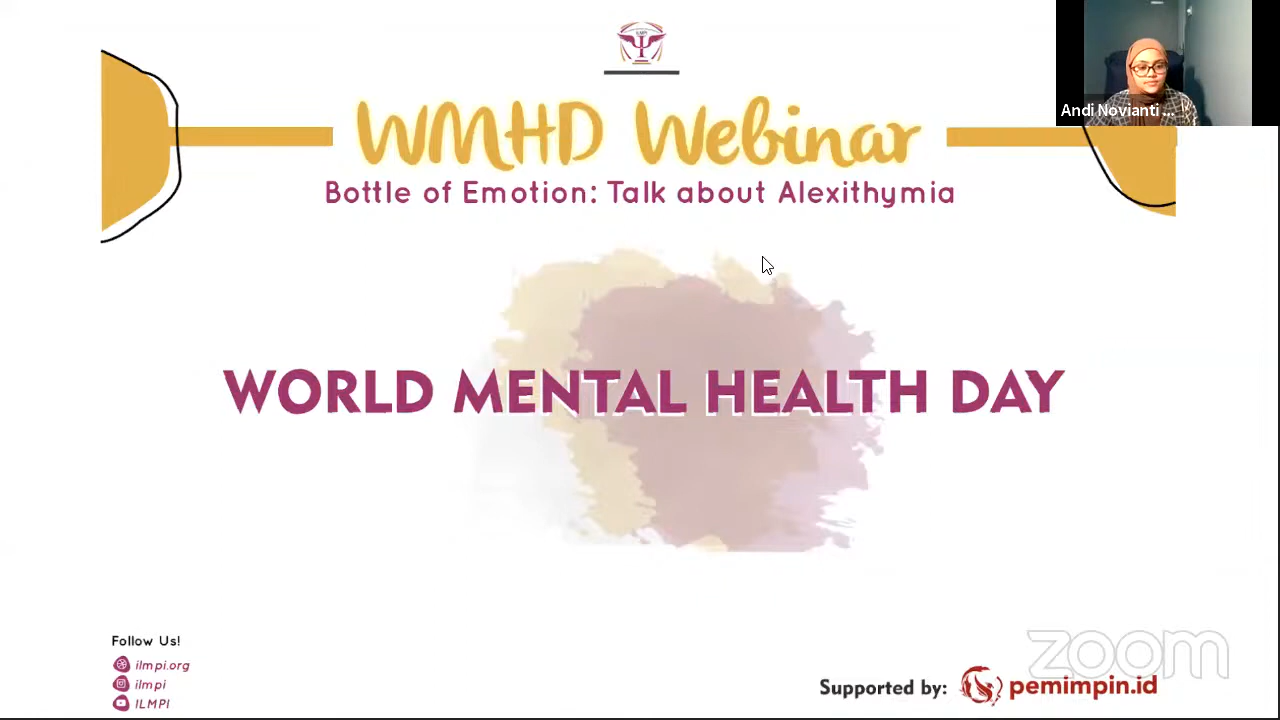 WMHD Webinar
Bottle of Emotion: Talk about Alexithymia
Andi Novianti ...
WORLD MENTAL HEALTH DAY
Follow Us!
ilmpi.org
ilmpi
ILMPI
Supported by: pemimpin.id
zoom